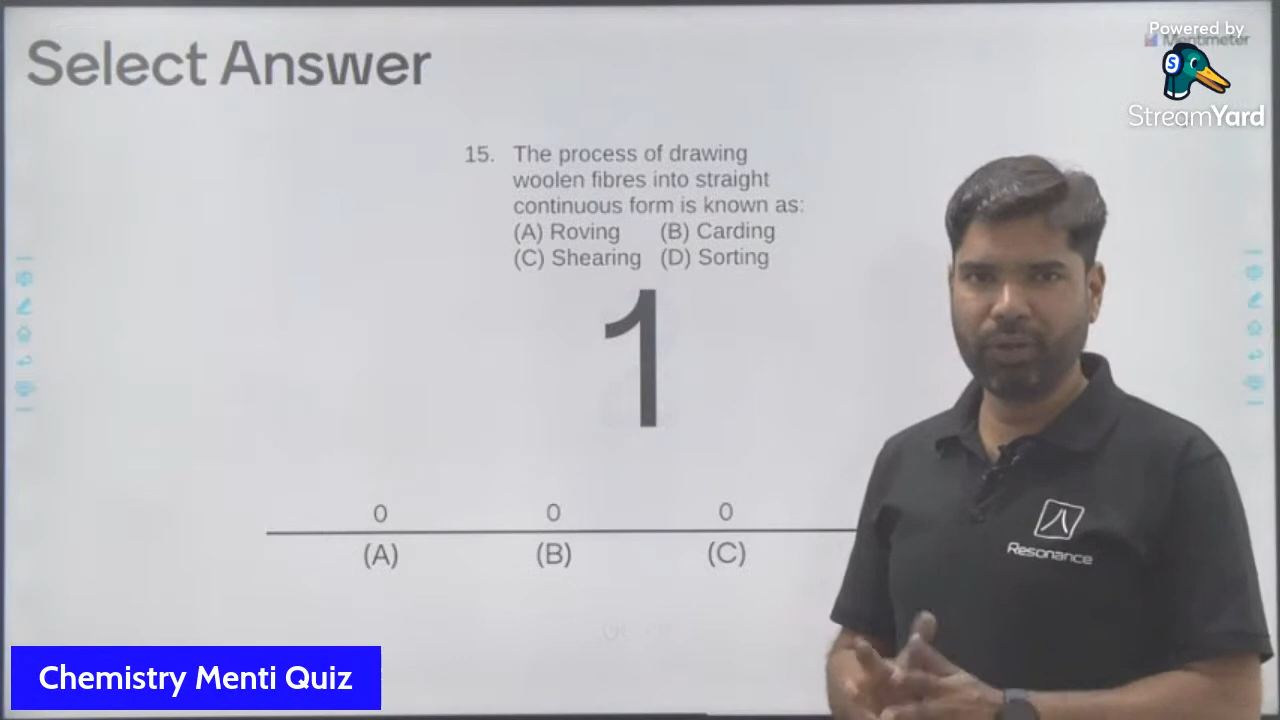 Select Answer
Powered by
Mentimeter
StreamYard
15. The process of drawing
woolen fibres into straight
continuous form is known as:
(A) Roving (B) Carding
(C) Shearing (D) Sorting
1
0 0 0
(A) (B) (C)
Resonance
Chemistry Menti Quiz